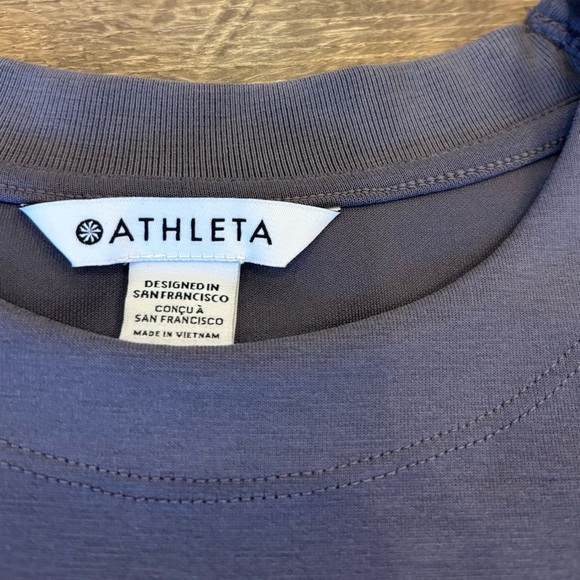 ATHLETA
DESIGNED IN
SAN FRANCISCO
CONÇU À
SAN FRANCISCO
MADE IN VIETNAM